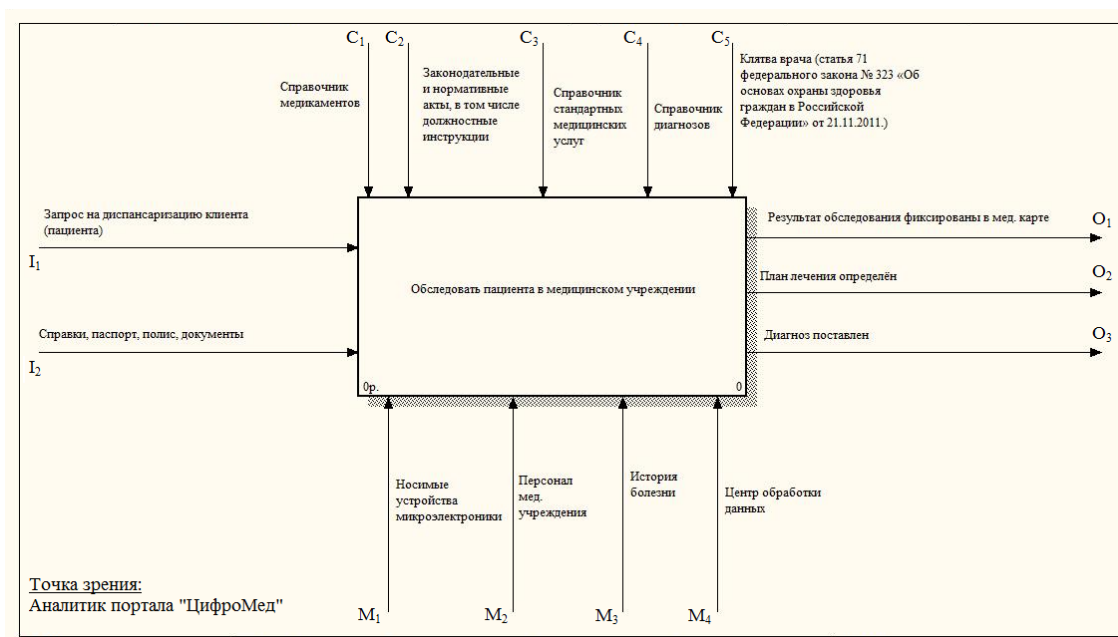 C1
C2
C3
C4
C5
Справочник
медикаментов
Законодательные
и нормативные
акты, в том числе
должностные
инструкции
Справочник
стандартных
медицинских
услуг
Справочник
диагнозов
Клятва врача (статья 71
федерального закона № 323 «Об
основах охраны здоровья
граждан в Российской
Федерации» от 21.11.2011.)
Запрос на диспансаризацию клиента
(пациента)
I1
Справки, паспорт, полис, документы
I2
Обследовать пациента в медицинском учреждении
0р.
0
Результат обследования фиксированы в мед. карте
O1
План лечения определён
O2
Диагноз поставлен
O3
Носимые
устройства
микроэлектроники
Персонал
мед.
учреждения
История
болезни
Центр обработки
данных
Точка зрения:
Аналитик портала "ЦифроМед"
M1
M2
M3
M4